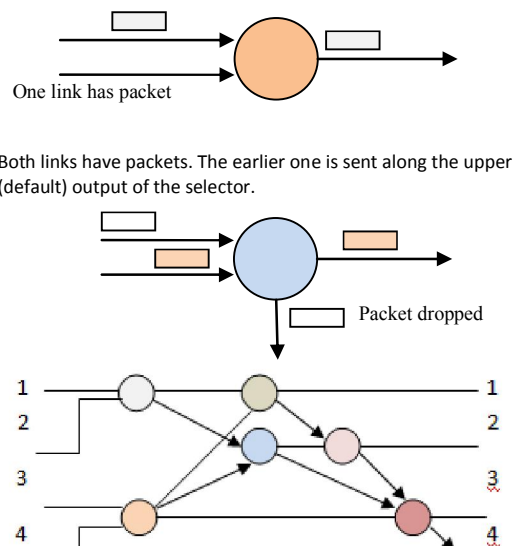 One link has packet
Both links have packets. The earlier one is sent along the upper
(default) output of the selector.
Packet dropped
1 1
2 2
3 3
4 4